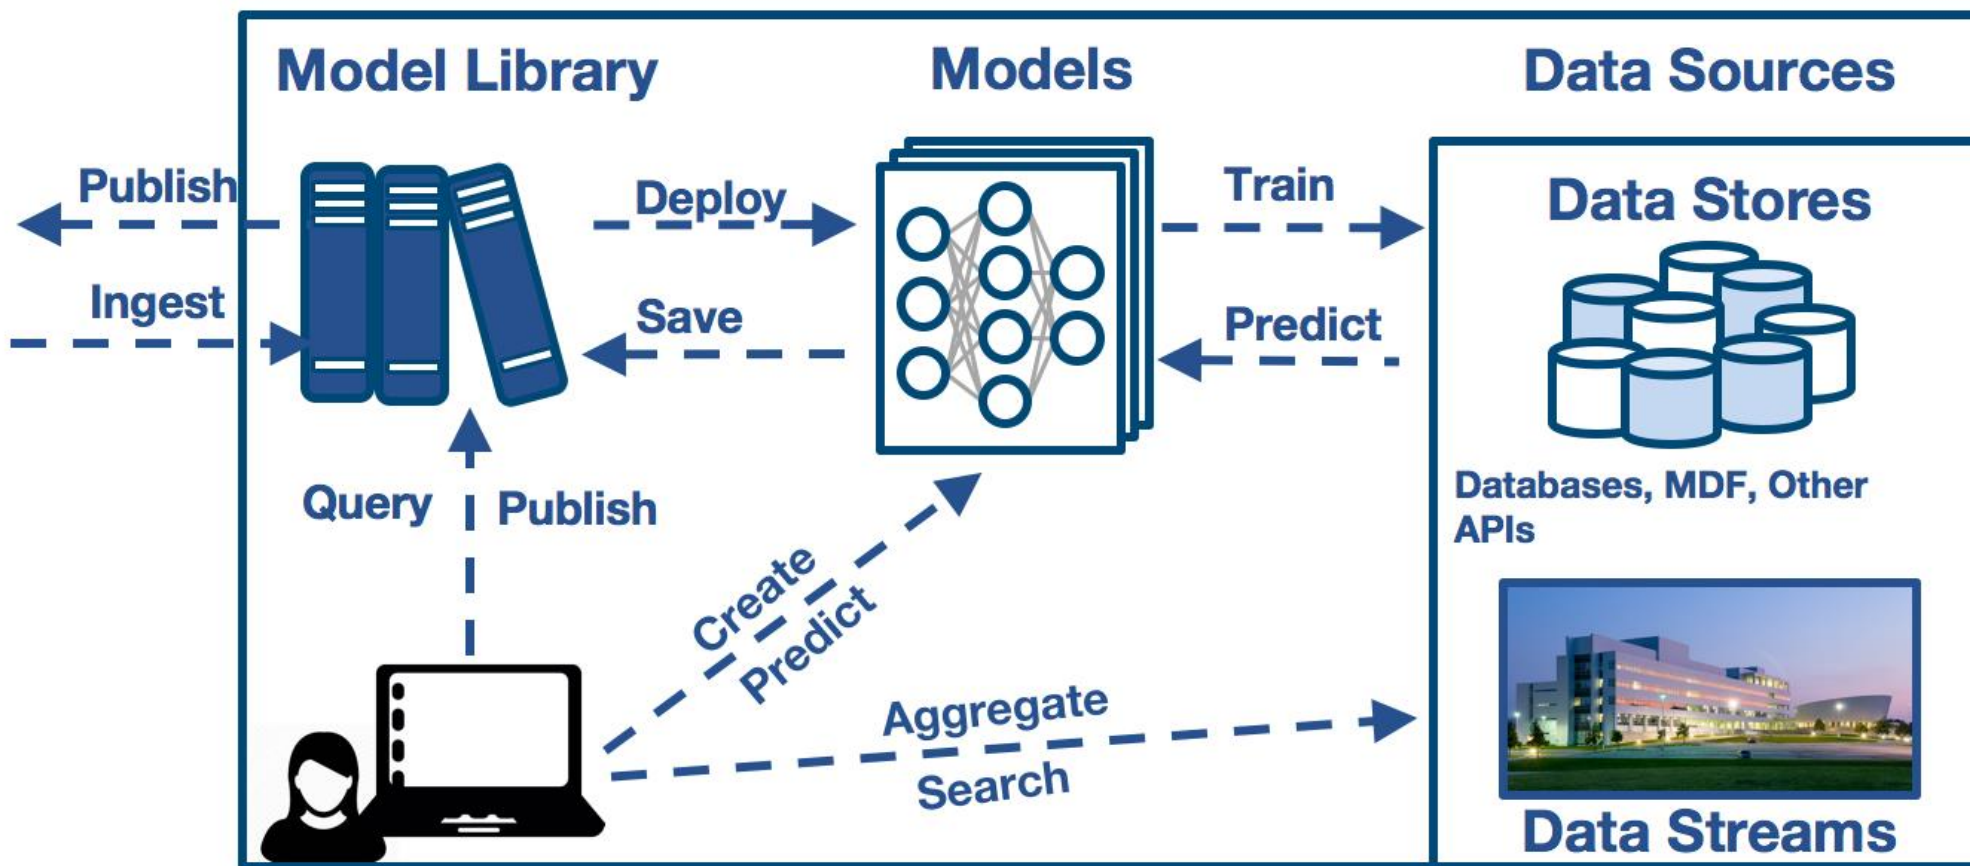 Model Library
Models
Data Sources
Publish
Deploy
Train
Data Stores
Ingest
Save
Predict
Query
Publish
Databases, MDF, Other
APIs
Create
Predict
Aggregate
Search
Data Streams